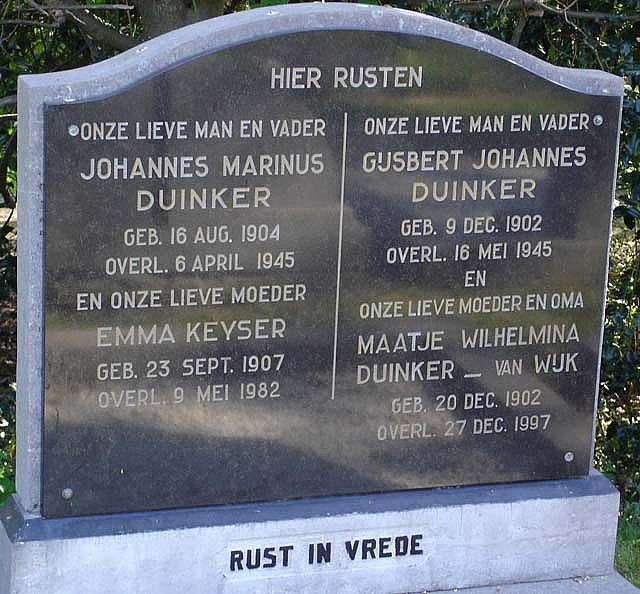 HIER RUSTEN
ONZE LIEVE MAN EN VADER
JOHANNES MARINUS
DUINKER
GEB. 16 AUG. 1904
OVERL. 6 APRIL 1945
EN ONZE LIEVE MOEDER
EMMA KEYSER
GEB. 23 SEPT. 1907
OVERL. 9 MEI 1982
ONZE LIEVE MAN EN VADER
GIJSBERT JOHANNES
DUINKER
GEB. 9 DEC. 1902
OVERL. 16 MEI 1945
EN
ONZE LIEVE MOEDER EN OMA
MAATJE WILHELMINA
DUINKER – VAN WIJK
GEB. 20 DEC. 1902
OVERL. 27 DEC. 1997
RUST IN VREDE